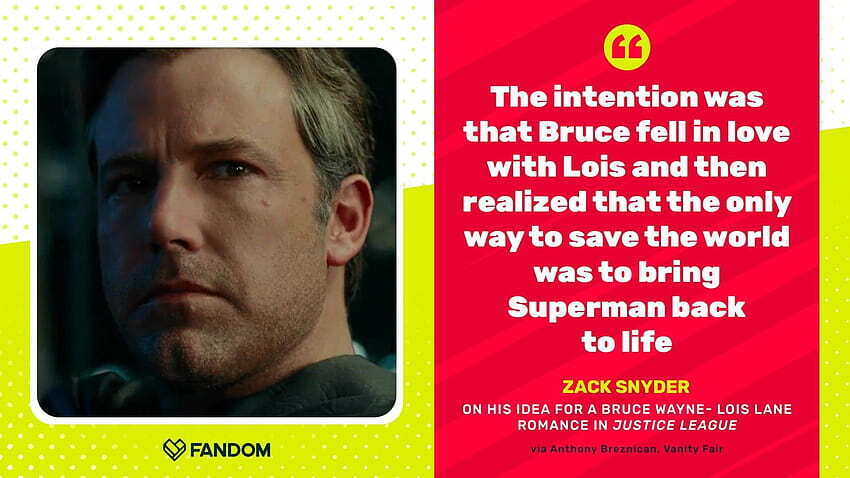 The intention was
that Bruce fell in love
with Lois and then
realized that the only
way to save the world
was to bring
Superman back
to life
ZACK SNYDER
ON HIS IDEA FOR A BRUCE WAYNE- LOIS LANE
ROMANCE IN JUSTICE LEAGUE
via Anthony Breznican, Vanity Fair
FANDOM